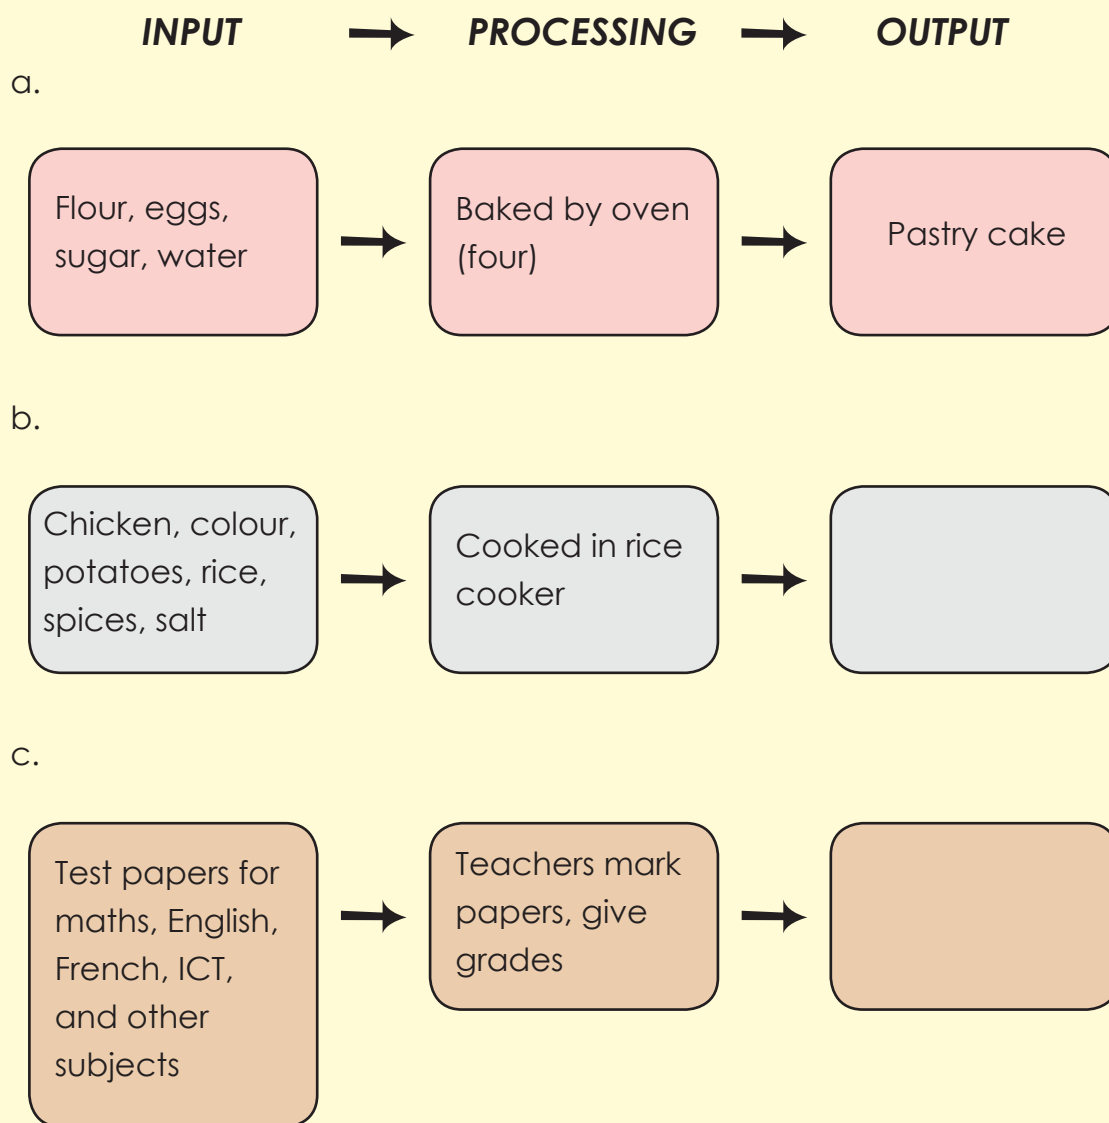 INPUT → PROCESSING → OUTPUT
a.
Flour, eggs,
sugar, water
Baked by oven
(four)
Pastry cake
b.
Chicken, colour,
potatoes, rice,
spices, salt
Cooked in rice
cooker
c.
Test papers for
maths, English,
French, ICT,
and other
subjects
Teachers mark
papers, give
grades